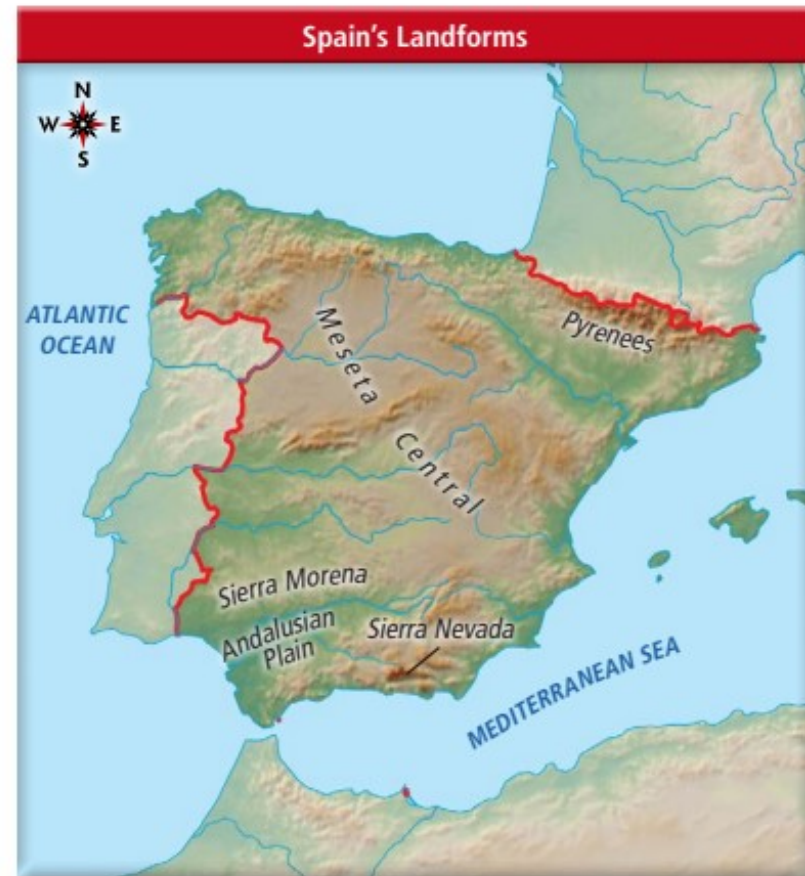 Spain's Landforms
N
W E
S
ATLANTIC
OCEAN
Meseta
Central
Pyrenees
Sierra Morena
Andalusian
Plain
Sierra Nevada
MEDITERRANEAN SEA